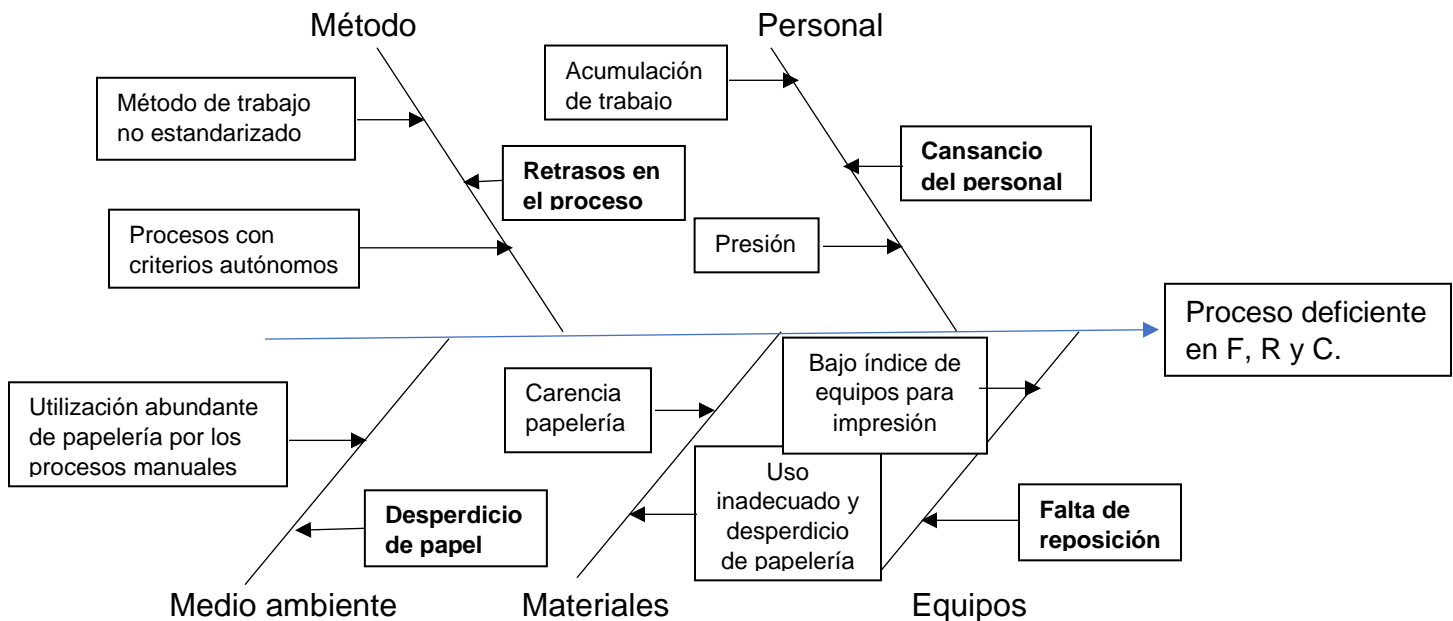 Método
Personal
Acumulación
de trabajo
Método de trabajo
no estandarizado
Cansancio
del personal
Retrasos en
el proceso
Procesos con
criterios autónomos
Presión
Proceso deficiente
en F, R y C.
Utilización abundante
de papelería por los
procesos manuales
Carencia
papelería
Bajo índice de
equipos para
impresión
Desperdicio
de papel
Uso
inadecuado y
desperdicio
de papelería
Falta de
reposición
Medio ambiente
Materiales
Equipos